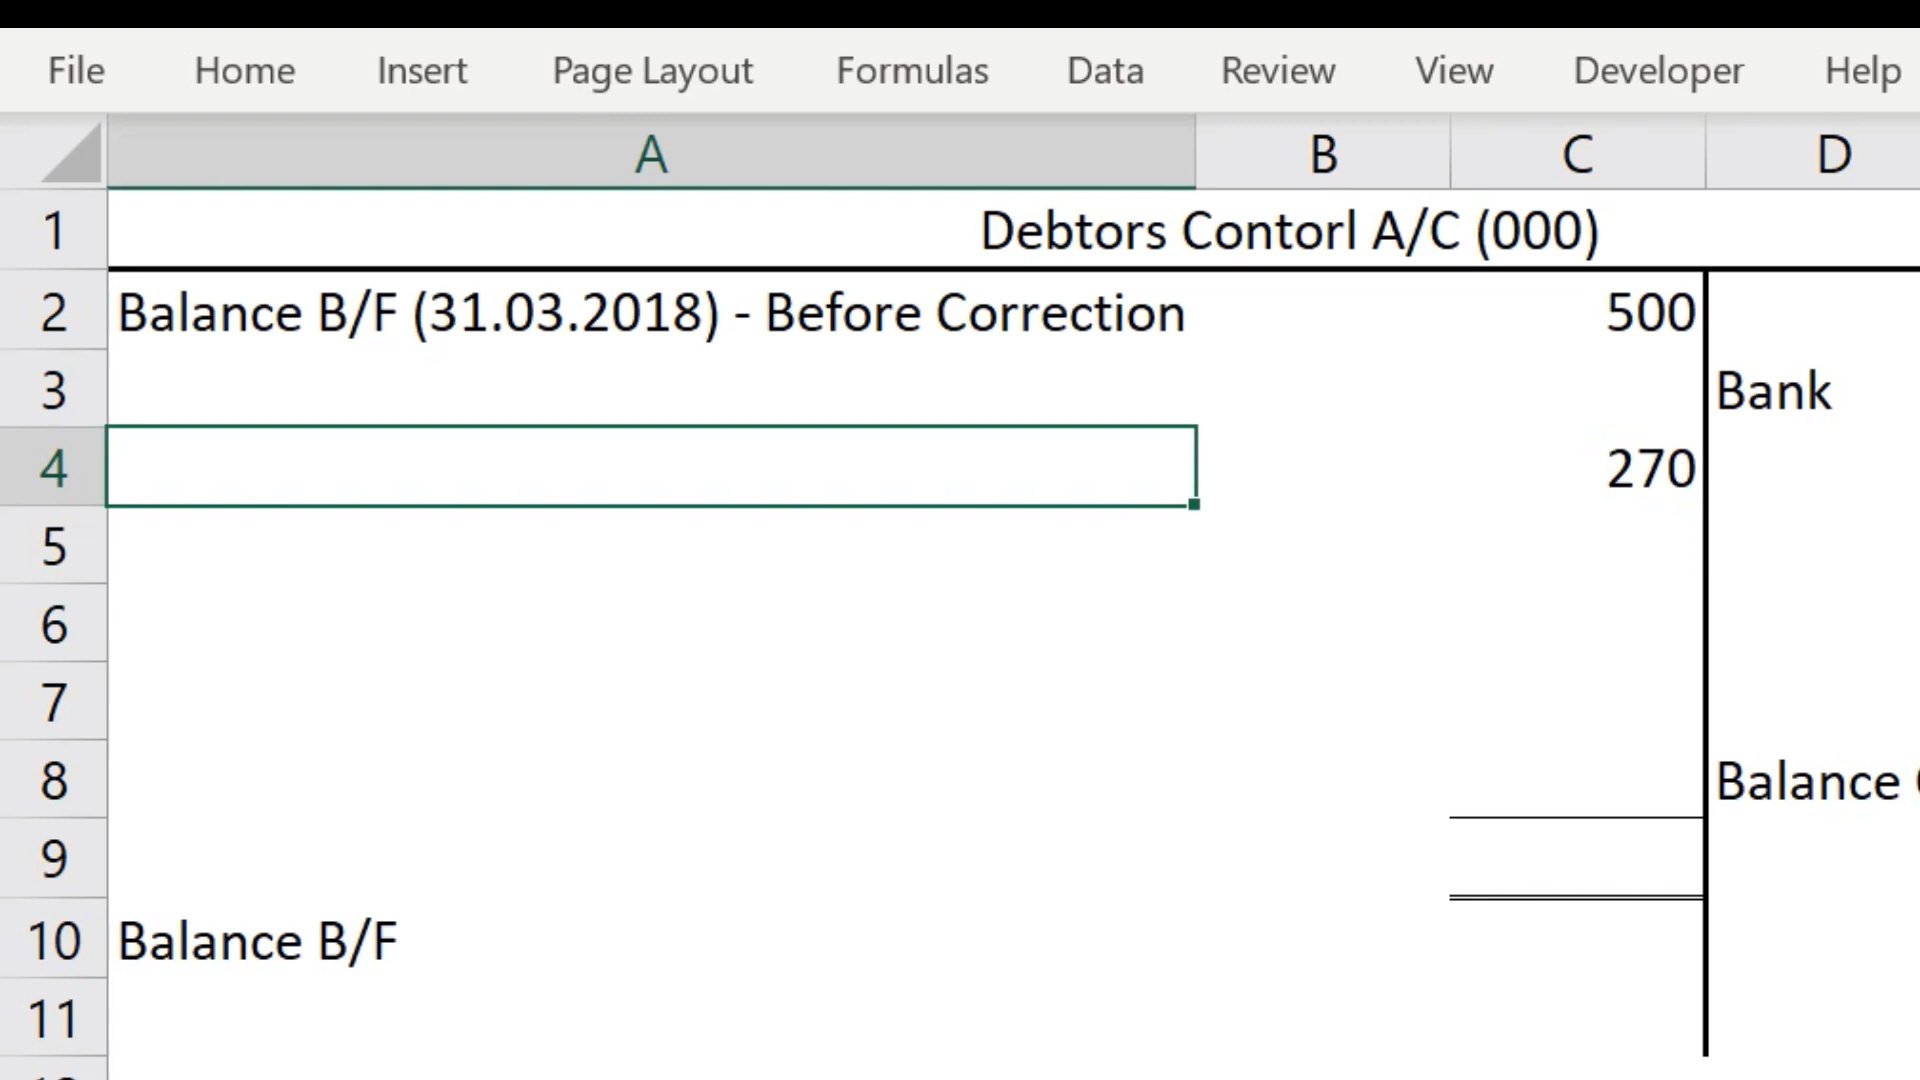 File Home Insert Page Layout Formulas Data Review View Developer Help
A B C D
1 Debtors Contorl A/C (000)
2 Balance B/F (31.03.2018) - Before Correction 500
3 Bank
4 270
5
6
7
8 Balance
9
10 Balance B/F
11